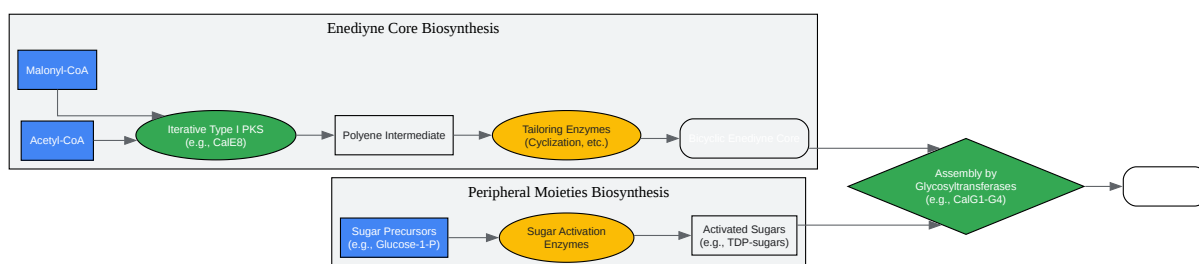 Enediyne Core Biosynthesis
Malonyl-CoA
Acetyl-CoA
Iterative Type I PKS
(e.g., CalE8)
Polyene Intermediate
Tailoring Enzymes
(Cyclization, etc.)
Bicyclic Enediyne Core
Assembly by
Glycosyltransferases
(e.g., CalG1-G4)
Peripheral Moieties Biosynthesis
Sugar Precursors
(e.g., Glucose-1-P)
Sugar Activation
Enzymes
Activated Sugars
(e.g., TDP-sugars)